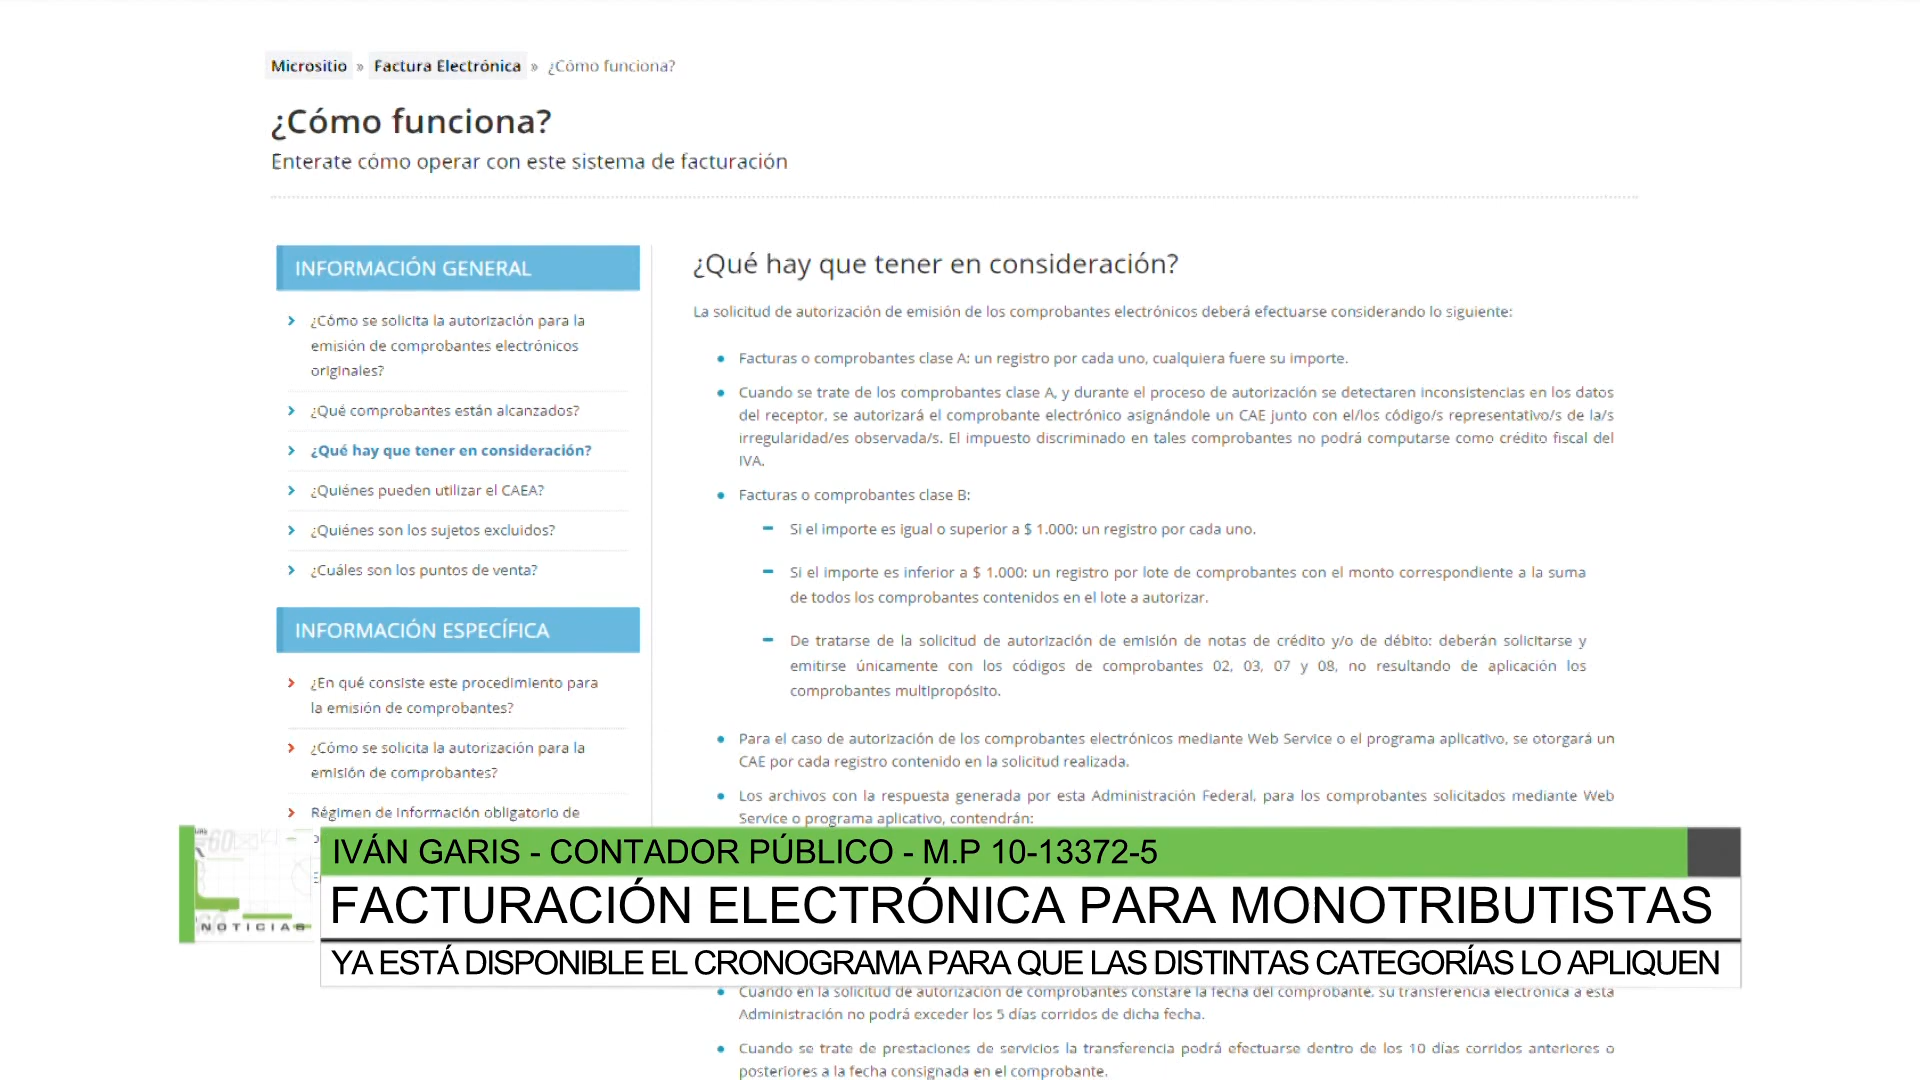 Micrositio » Factura Electrónica » ¿Cómo funciona?
¿Cómo funciona?
Enterate cómo operar con este sistema de facturación
INFORMACIÓN GENERAL
¿Cómo se solicita la autorización para la
emisión de comprobantes electrónicos
originales?
¿Qué comprobantes están alcanzados?
¿Qué hay que tener en consideración?
¿Quiénes pueden utilizar el CAEA?
¿Quiénes son los sujetos excluidos?
¿Cuáles son los puntos de venta?
INFORMACIÓN ESPECÍFICA
¿En qué consiste este procedimiento para
la emisión de comprobantes?
¿Cómo se solicita la autorización para la
emisión de comprobantes?
Régimen de información obligatorio de
¿Qué hay que tener en consideración?
La solicitud de autorización de emisión de los comprobantes electrónicos deberá efectuarse considerando lo siguiente:
Facturas o comprobantes clase A: un registro por cada uno, cualquiera fuere su importe.
Cuando se trate de los comprobantes clase A, y durante el proceso de autorización se detectaren inconsistencias en los datos
del receptor, se autorizará el comprobante electrónico asignándole un CAE junto con el/los código/s representativo/s de la/s
irregularidad/es observada/s. El impuesto discriminado en tales comprobantes no podrá computarse como crédito fiscal del
IVA.
Facturas o comprobantes clase B:
Si el importe es igual o superior a $ 1.000: un registro por cada uno.
Si el importe es inferior a $ 1.000: un registro por lote de comprobantes con el monto correspondiente a la suma
de todos los comprobantes contenidos en el lote a autorizar.
De tratarse de la solicitud de autorización de emisión de notas de crédito y/o de débito: deberán solicitarse y
emitirse únicamente con los códigos de comprobantes 02, 03, 07 y 08, no resultando de aplicación los
comprobantes multipropósito.
Para el caso de autorización de los comprobantes electrónicos mediante Web Service o el programa aplicativo, se otorgará un
CAE por cada registro contenido en la solicitud realizada.
Los archivos con la respuesta generada por esta Administración Federal, para los comprobantes solicitados mediante Web
Service o programa aplicativo, contendrán:
NOTICIAS
IVÁN GARIS - CONTADOR PÚBLICO - M.P 10-13372-5
FACTURACIÓN ELECTRÓNICA PARA MONOTRIBUTISTAS
YA ESTÁ DISPONIBLE EL CRONOGRAMA PARA QUE LAS DISTINTAS CATEGORÍAS LO APLIQUEN
Cuando en la solicitud de autorización de comprobantes constare la fecha del comprobante, su transferencia electrónica a esta
Administración no podrá exceder los 5 días corridos de dicha fecha.
Cuando se trate de prestaciones de servicios la transferencia podrá efectuarse dentro de los 10 días corridos anteriores o
posteriores a la fecha consignada en el comprobante.